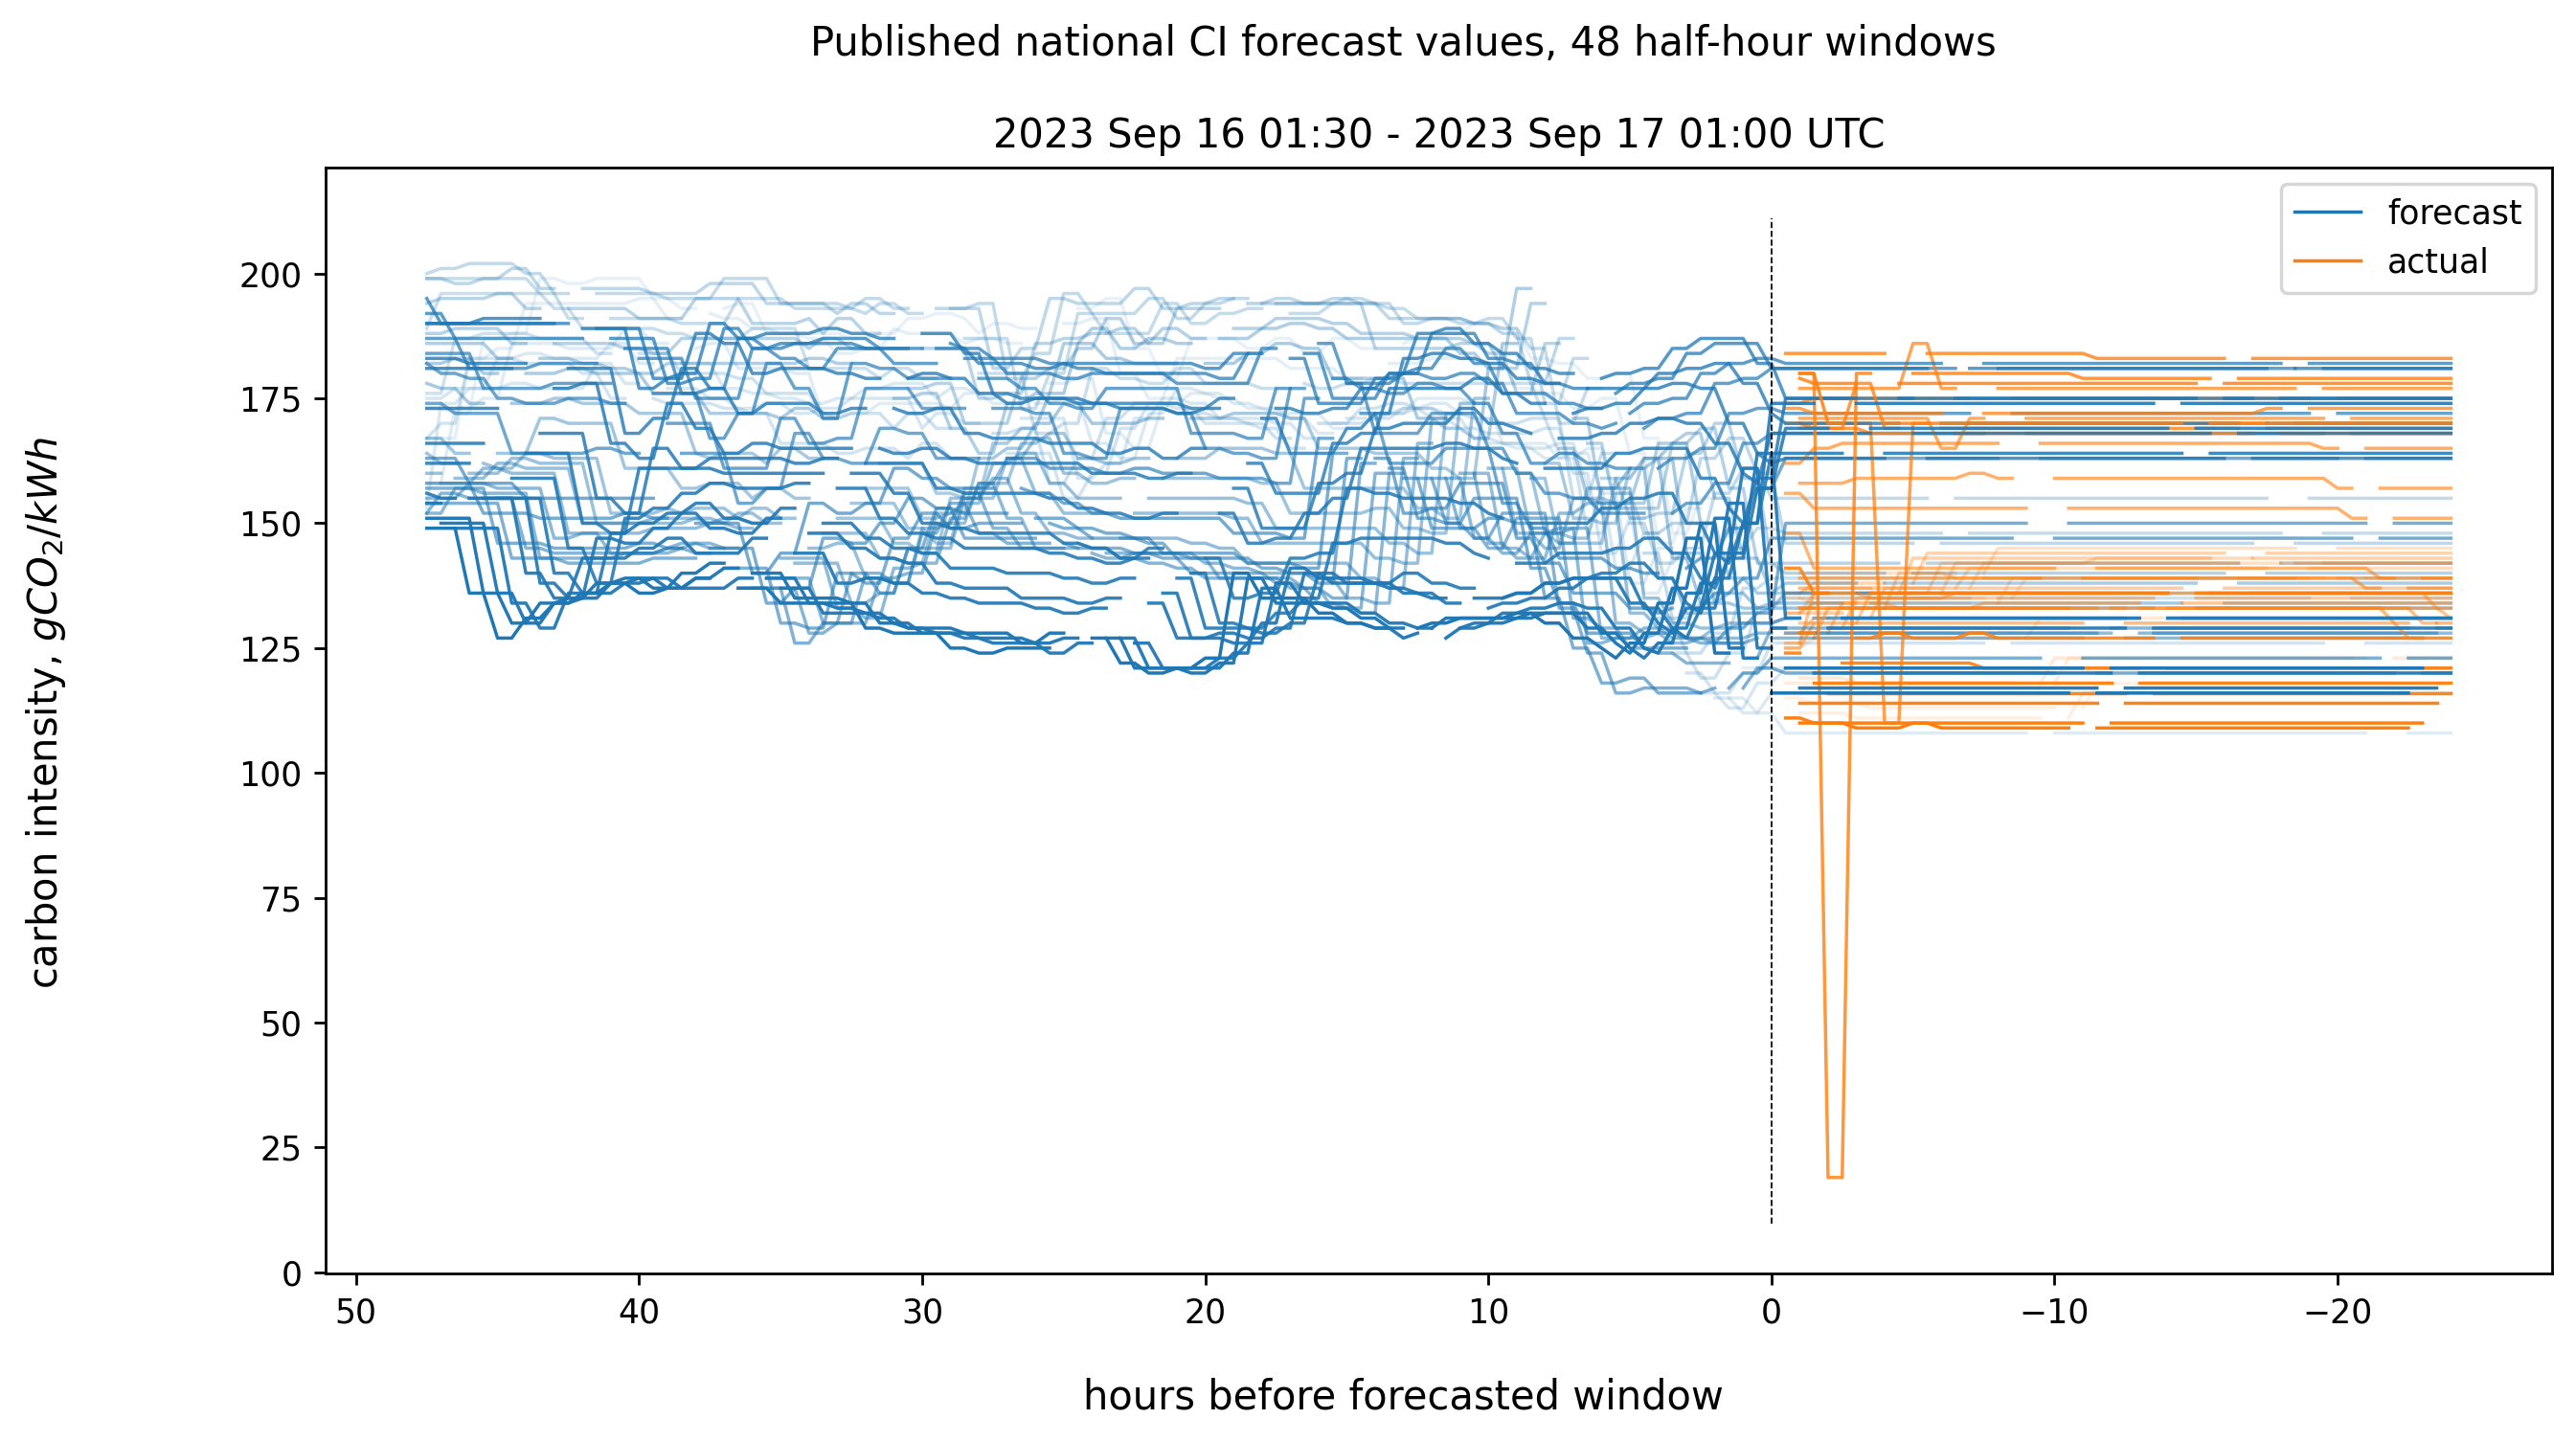 Published national CI forecast values, 48 half-hour windows
2023 Sep 16 01:30 - 2023 Sep 17 01:00 UTC
forecast
actual
carbon intensity, gCO₂/kWh
200
175
150
125
100
75
50
25
0
50 40 30 20 10 0 −10 −20
hours before forecasted window